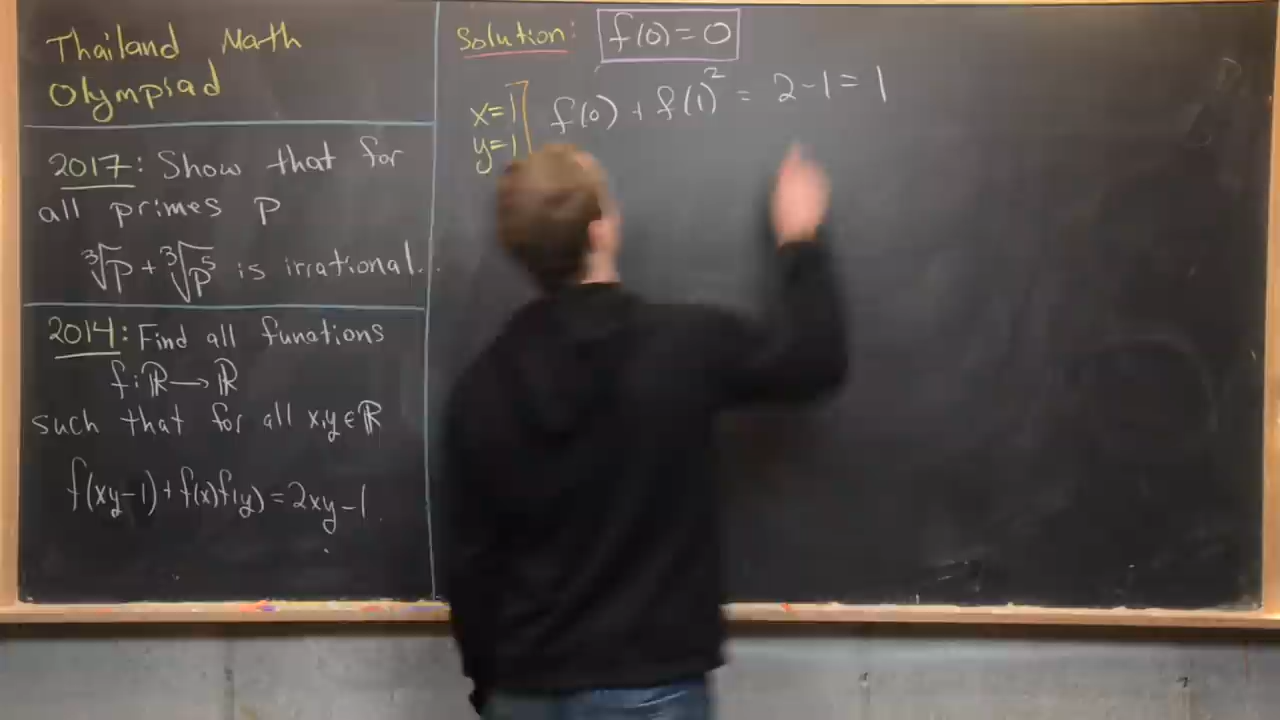 Thailand Math
Olympiad
2017: Show that for
all primes p
∛p + ∛p⁵ is irrational.
2014: Find all functions
f: ℝ → ℝ
such that for all x,y ∈ ℝ
f(xy-1) + f(x)f(y) = 2xy-1.
Solution: f(0) = 0
x=1
y=1
f(0) + f(1)² = 2-1 = 1